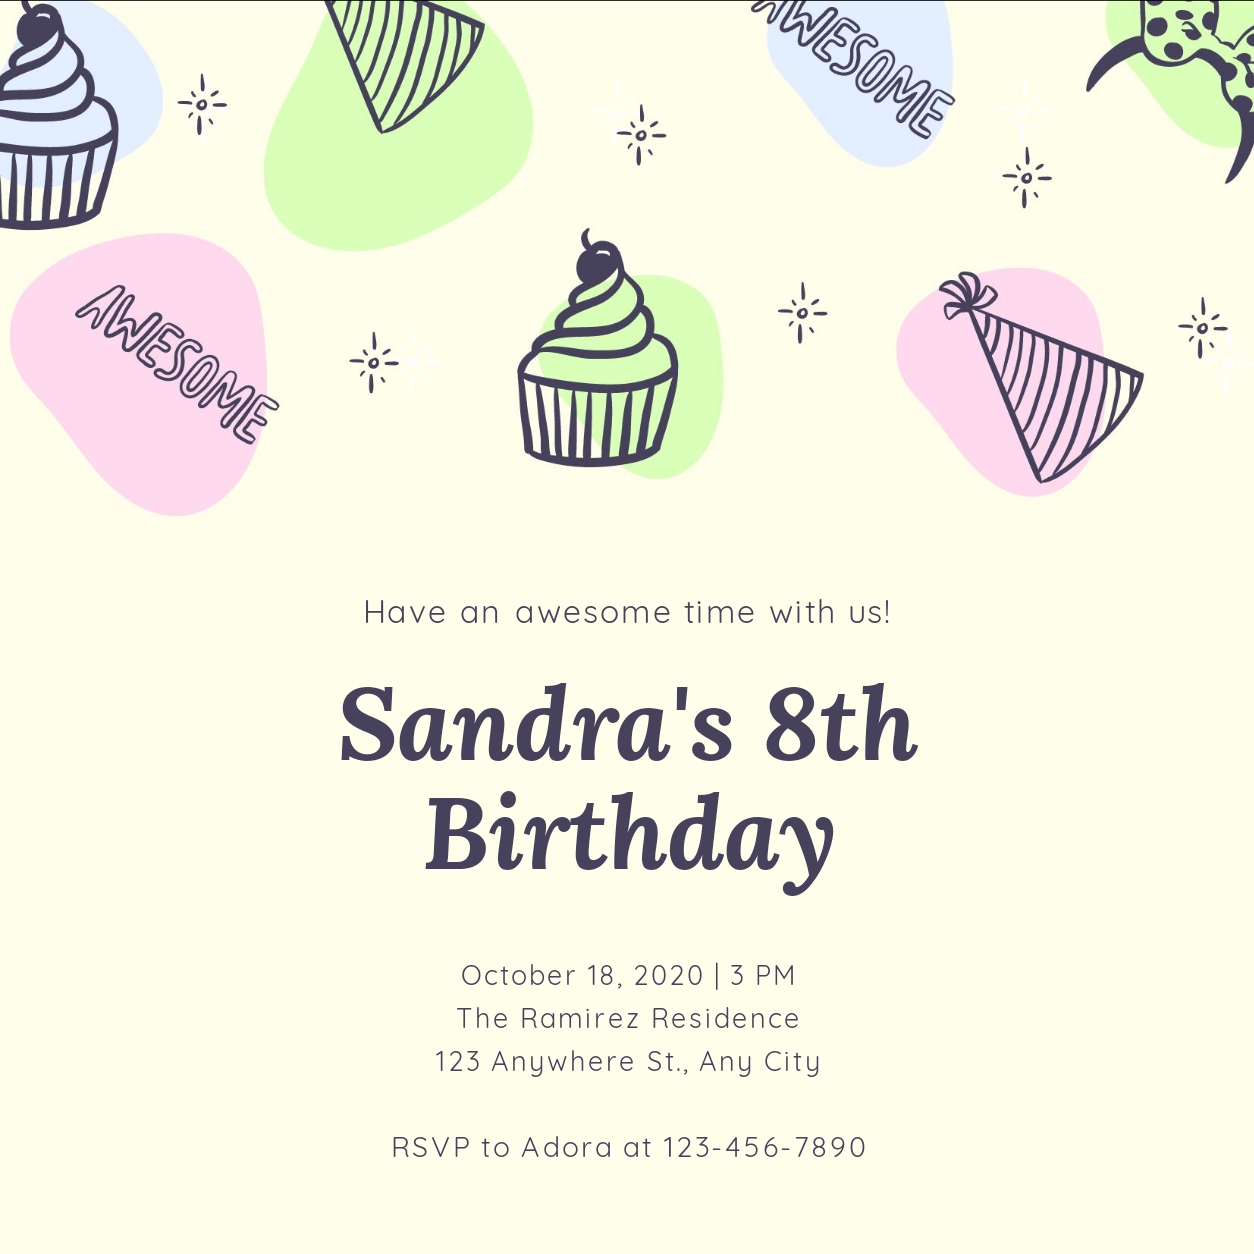 AWESOME
AWESOME
Have an awesome time with us!
Sandra's 8th
Birthday
October 18, 2020 | 3 PM
The Ramirez Residence
123 Anywhere St., Any City
RSVP to Adora at 123-456-7890